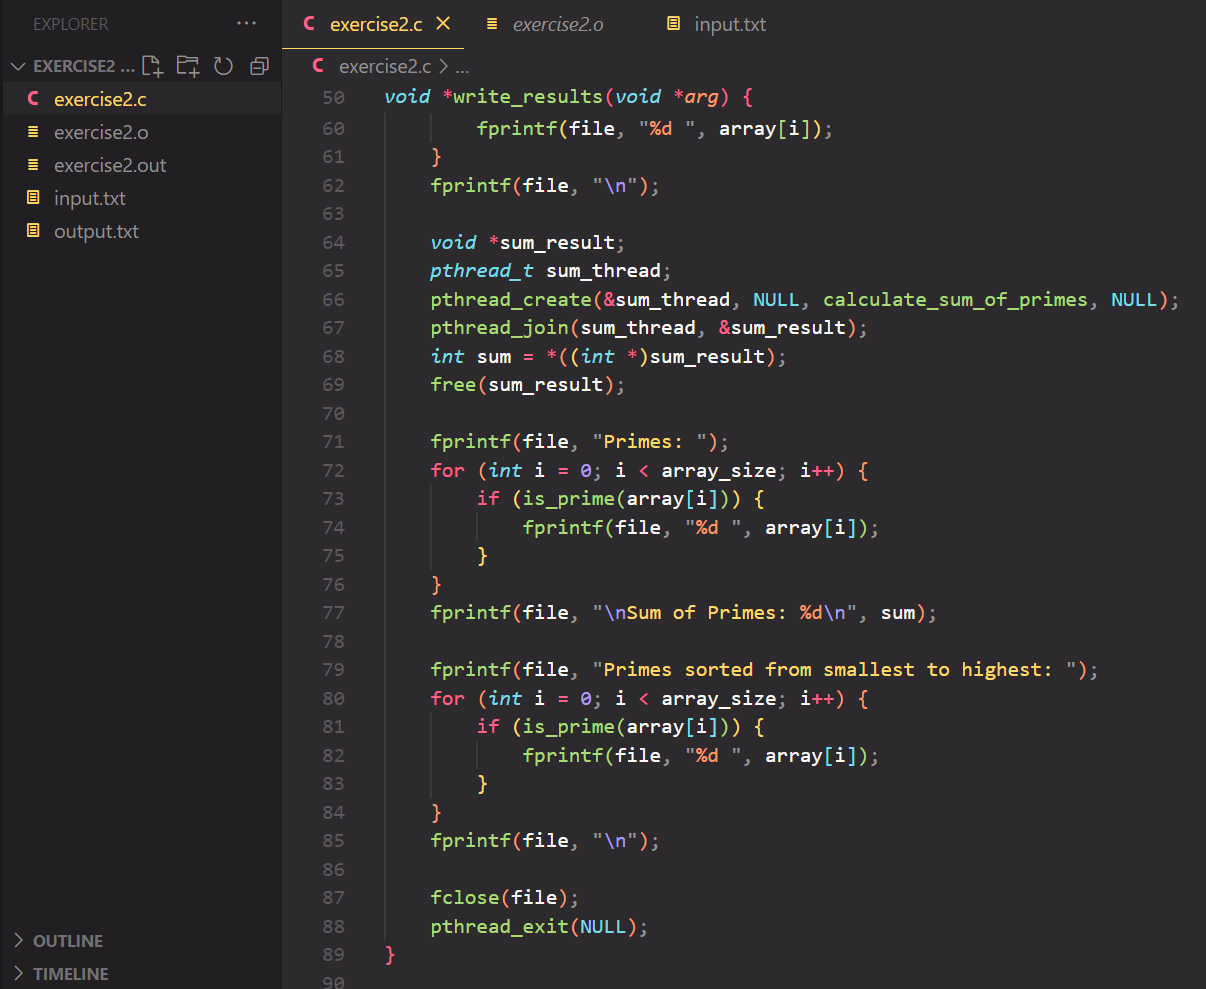 EXPLORER ...
EXERCISE2 ...
C exercise2.c
exercise2.o
exercise2.out
input.txt
output.txt
OUTLINE
TIMELINE
C exercise2.c
exercise2.o
input.txt
C exercise2.c > ...
50 void *write_results(void *arg) {
60 fprintf(file, "%d ", array[i]);
61 }
62 fprintf(file, "\n");
63
64 void *sum_result;
65 pthread_t sum_thread;
66 pthread_create(&sum_thread, NULL, calculate_sum_of_primes, NULL);
67 pthread_join(sum_thread, &sum_result);
68 int sum = *((int *)sum_result);
69 free(sum_result);
70
71 fprintf(file, "Primes: ");
72 for (int i = 0; i < array_size; i++) {
73 if (is_prime(array[i])) {
74 fprintf(file, "%d ", array[i]);
75 }
76 }
77 fprintf(file, "\nSum of Primes: %d\n", sum);
78
79 fprintf(file, "Primes sorted from smallest to highest: ");
80 for (int i = 0; i < array_size; i++) {
81 if (is_prime(array[i])) {
82 fprintf(file, "%d ", array[i]);
83 }
84 }
85 fprintf(file, "\n");
86
87 fclose(file);
88 pthread_exit(NULL);
89 }
90